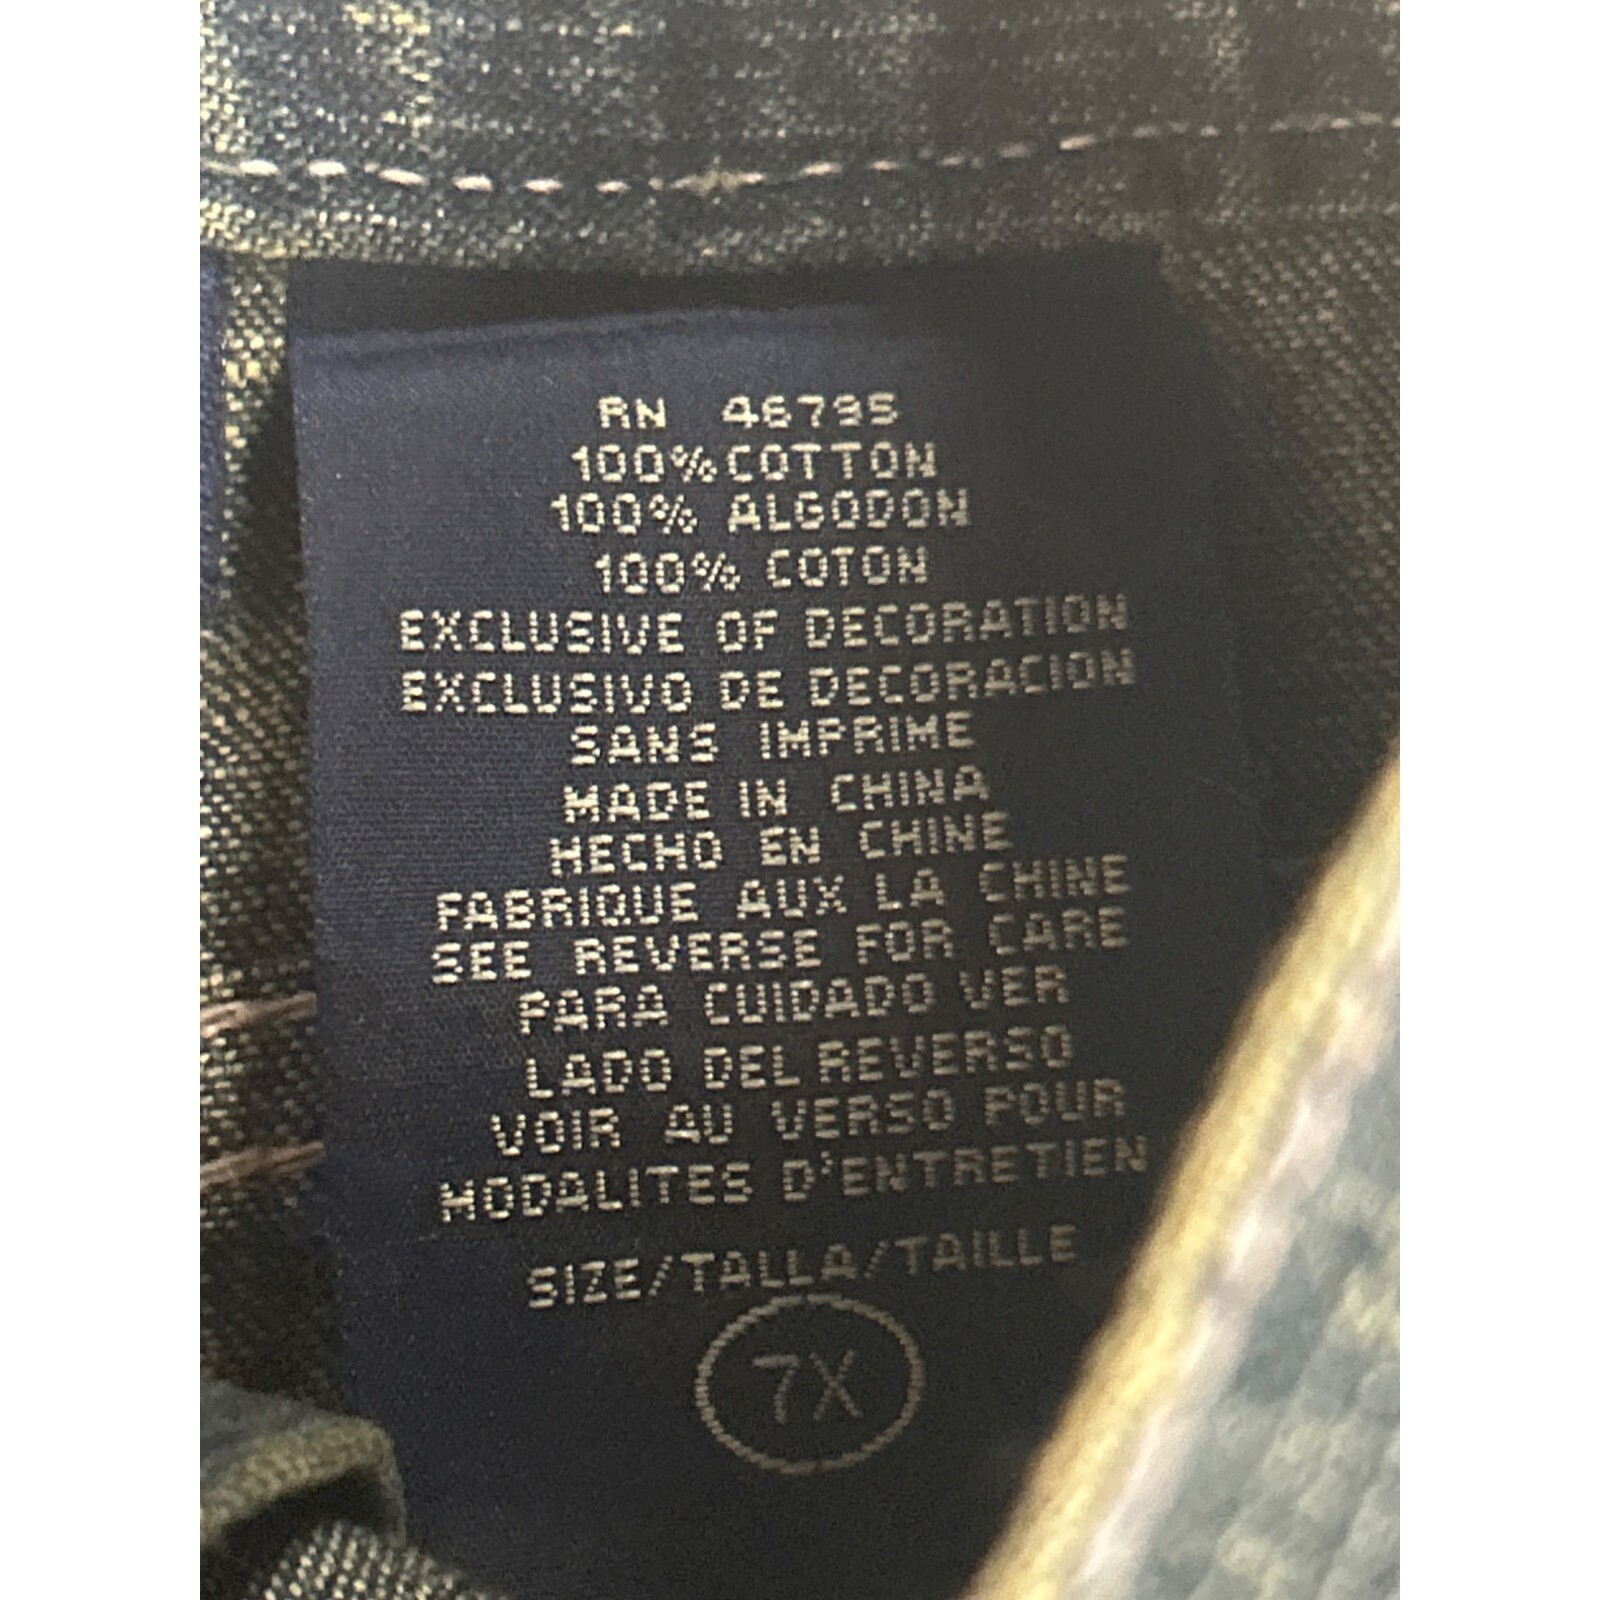 RN 46795
100% COTTON
100% ALGODON
100% COTON
EXCLUSIVE OF DECORATION
EXCLUSIVO DE DECORACION
SANS IMPRIME
MADE IN CHINA
HECHO EN CHINE
FABRIQUE AUX LA CHINE
SEE REVERSE FOR CARE
PARA CUIDADO VER
LADO DEL REVERSO
VOIR AU VERSO POUR
MODALITES D'ENTRETIEN
SIZE/TALLA/TAILLE
7X